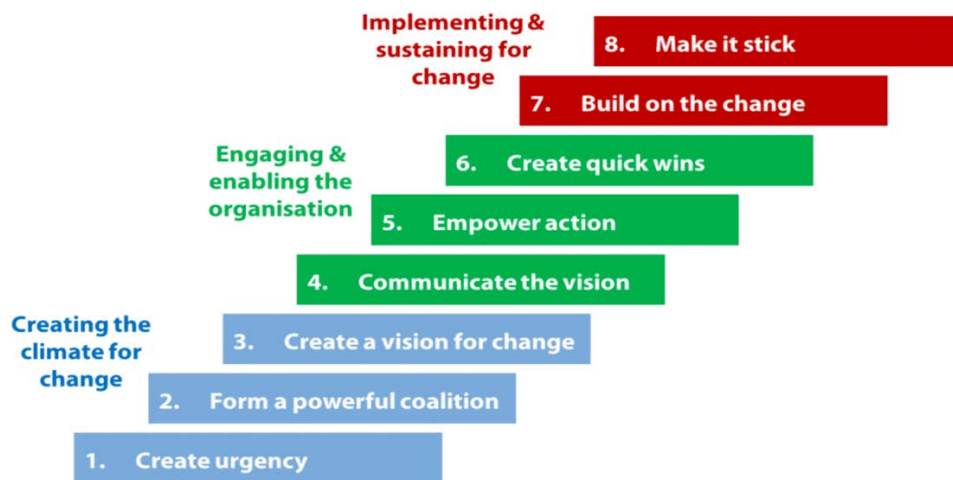 Implementing &
sustaining for
change
8. Make it stick
7. Build on the change
Engaging &
enabling the
organisation
6. Create quick wins
5. Empower action
4. Communicate the vision
Creating the
climate for
change
3. Create a vision for change
2. Form a powerful coalition
1. Create urgency